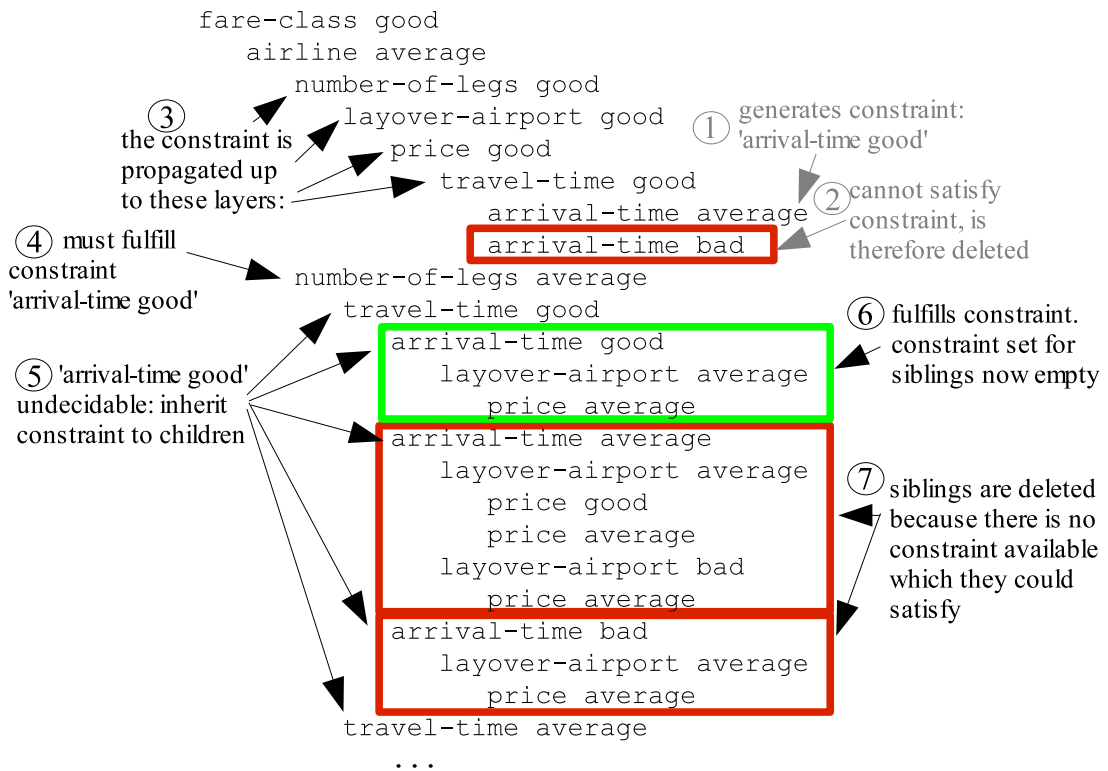 fare-class good
airline average
number-of-legs good
layover-airport good
price good
travel-time good
arrival-time average
arrival-time bad
number-of-legs average
travel-time good
arrival-time good
layover-airport average
price average
arrival-time average
layover-airport average
price good
price average
layover-airport bad
price average
arrival-time bad
layover-airport average
price average
travel-time average
...
1 generates constraint:
'arrival-time good'
2 cannot satisfy
constraint, is
therefore deleted
3
the constraint is
propagated up
to these layers:
4 must fulfill
constraint
'arrival-time good'
5 'arrival-time good'
undecidable: inherit
constraint to children
6 fulfills constraint.
constraint set for
siblings now empty
7 siblings are deleted
because there is no
constraint available
which they could
satisfy